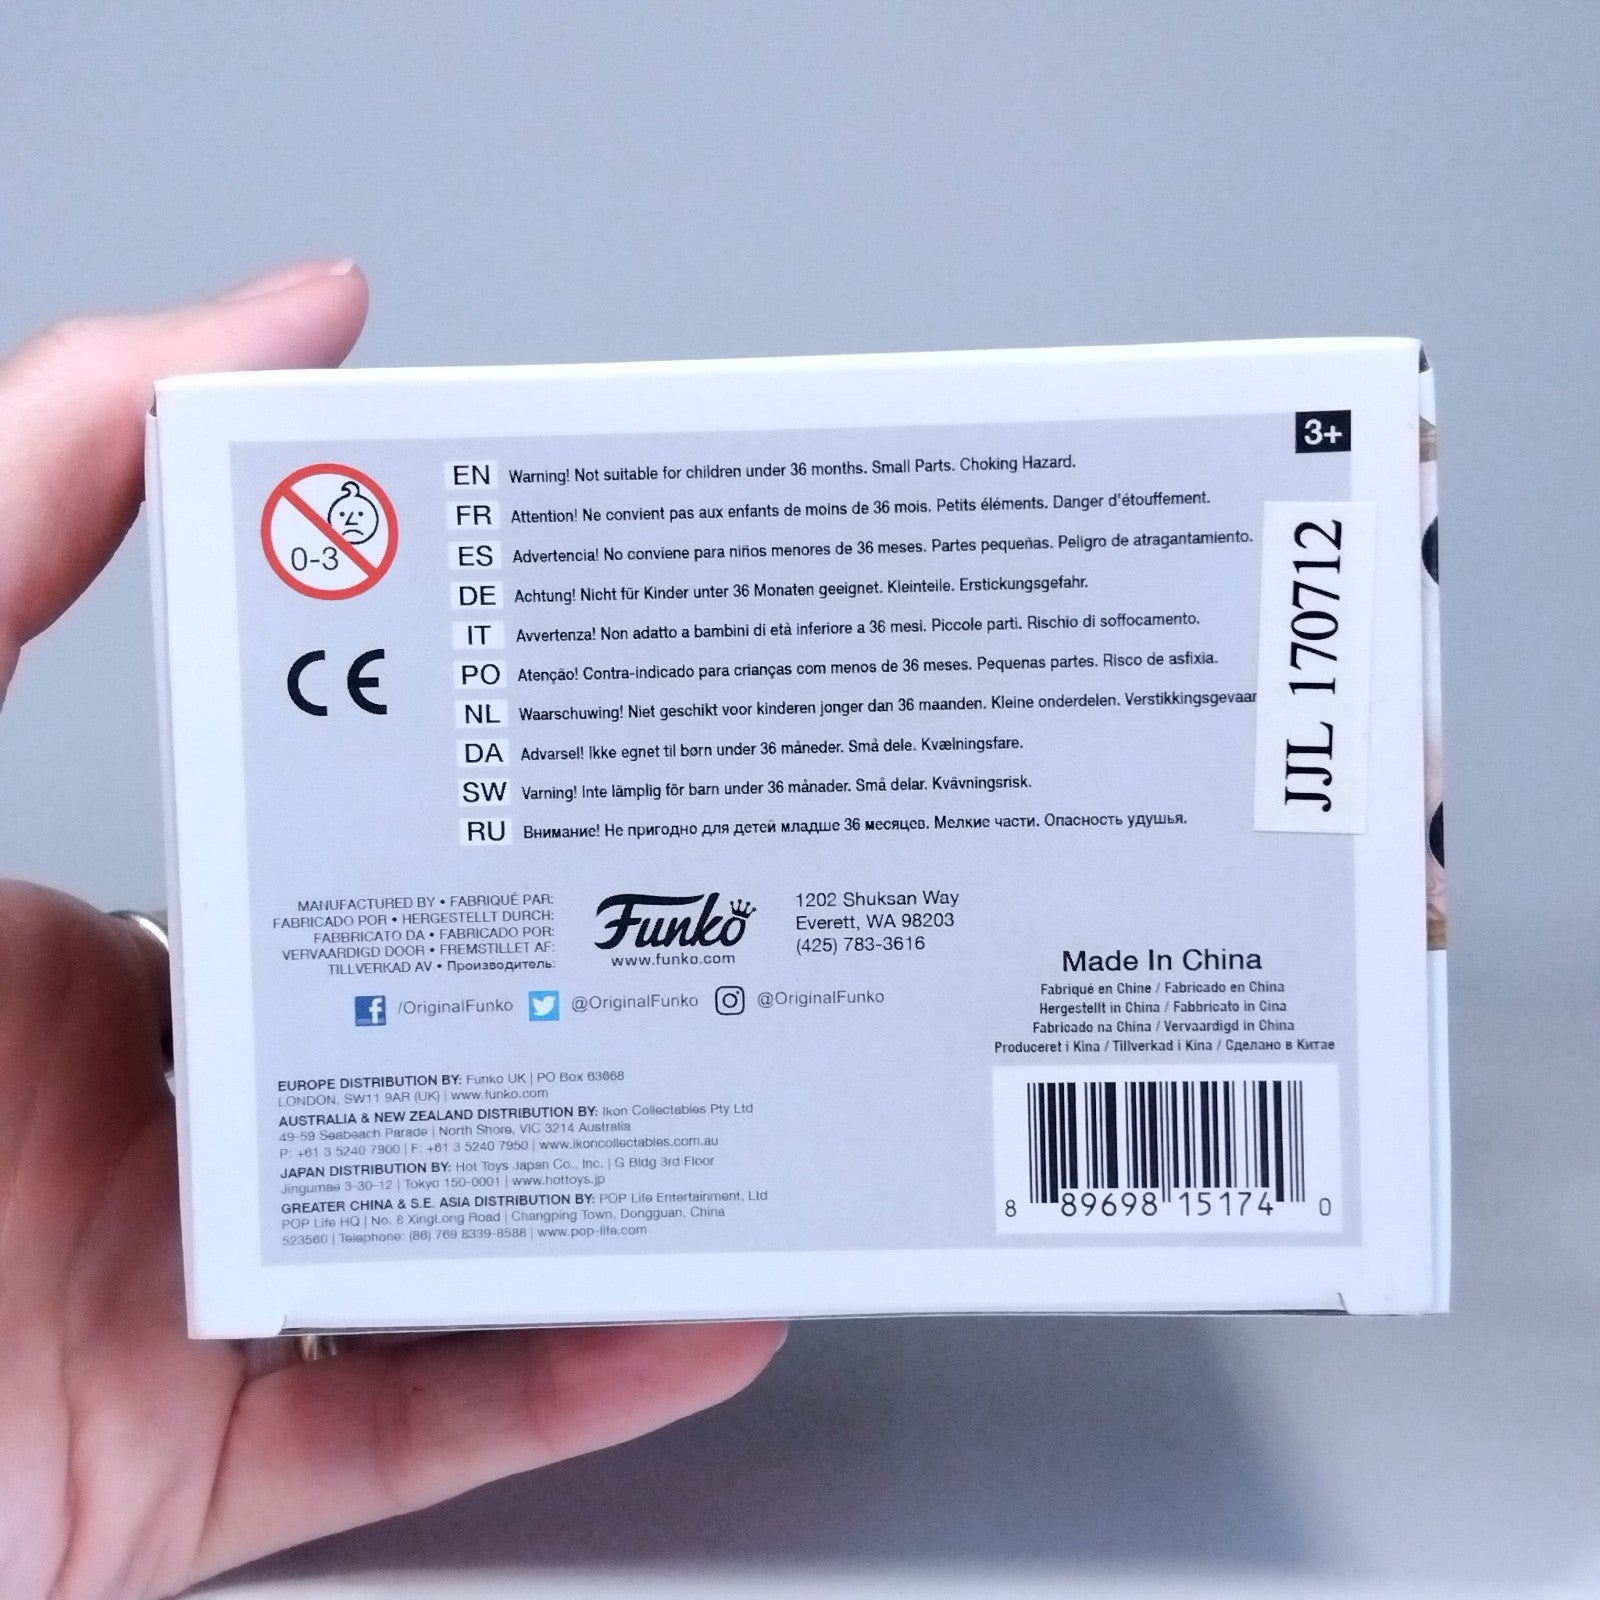 3+
0-3
CE
EN Warning! Not suitable for children under 36 months. Small Parts. Choking Hazard.
FR Attention! Ne convient pas aux enfants de moins de 36 mois. Petits éléments. Danger d'étouffement.
ES Advertencia! No conviene para niños menores de 36 meses. Partes pequeñas. Peligro de atragantamiento.
DE Achtung! Nicht für Kinder unter 36 Monaten geeignet. Kleinteile. Erstickungsgefahr.
IT Avvertenza! Non adatto a bambini di età inferiore a 36 mesi. Piccole parti. Rischio di soffocamento.
PO Atenção! Contra-indicado para crianças com menos de 36 meses. Pequenas partes. Risco de asfixia.
NL Waarschuwing! Niet geschikt voor kinderen jonger dan 36 maanden. Kleine onderdelen. Verstikkingsgevaar
DA Advarsel! Ikke egnet til børn under 36 måneder. Små dele. Kvælningsfare.
SW Varning! Inte lämplig för barn under 36 månader. Små delar. Kvävningsrisk.
RU Внимание! Не пригодно для детей младше 36 месяцев. Мелкие части. Опасность удушья.
JJL 170712
MANUFACTURED BY • FABRIQUÉ PAR:
FABRICADO POR • HERGESTELLT DURCH:
FABBRICATO DA • FABRICADO POR:
VERVAARDIGD DOOR • FREMSTILLET AF:
TILLVERKAD AV • Производитель:
Funko
www.funko.com
1202 Shuksan Way
Everett, WA 98203
(425) 783-3616
/OriginalFunko @OriginalFunko @OriginalFunko
Made In China
Fabriqué en Chine / Fabricado en China
Hergestellt in China / Fabbricato in Cina
Fabricado na China / Vervaardigd in China
Produceret i Kina / Tillverkad i Kina / Сделано в Китае
EUROPE DISTRIBUTION BY: Funko UK | PO Box 63668
LONDON, SW11 9AR (UK) | www.funko.com
AUSTRALIA & NEW ZEALAND DISTRIBUTION BY: Ikon Collectables Pty Ltd
49-59 Seabeach Parade | North Shore, VIC 3214 Australia
P: +61 3 5240 7900 | F: +61 3 5240 7950 | www.ikoncollectables.com.au
JAPAN DISTRIBUTION BY: Hot Toys Japan Co., Inc. | G Bldg 3rd Floor
Jingumae 3-30-12 | Tokyo 150-0001 | www.hottoys.jp
GREATER CHINA & S.E. ASIA DISTRIBUTION BY: POP Life Entertainment, Ltd
POP Life HQ | No. 6 XingLong Road | Changping Town, Dongguan, China
523560 | Telephone: (86) 769 8339-8588 | www.pop-life.com
8 89698 15174 0